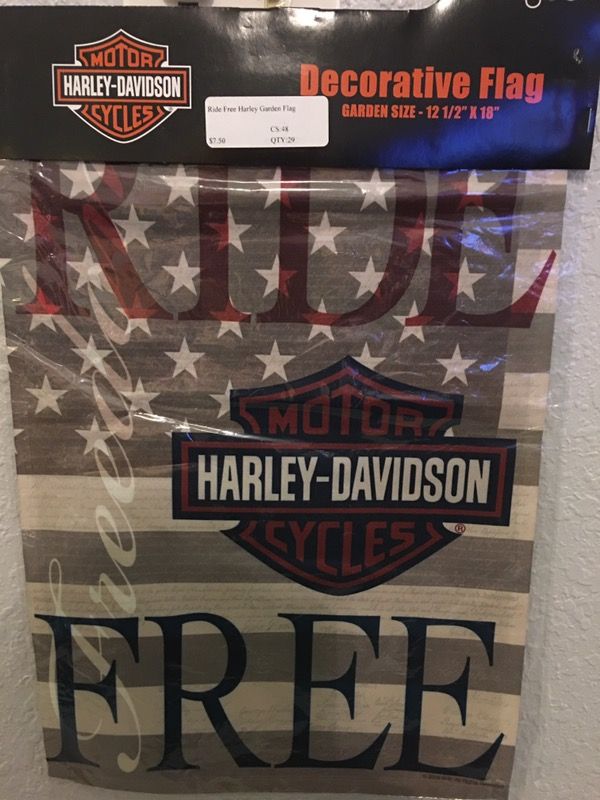 MOTOR
HARLEY-DAVIDSON
CYCLES
Decorative Flag
GARDEN SIZE - 12 1/2" X 18"
Ride Free Harley Garden Flag
CS:48
$7.50 QTY:29
RIDE
freedom
MOTOR
HARLEY-DAVIDSON
CYCLES
®
FREE